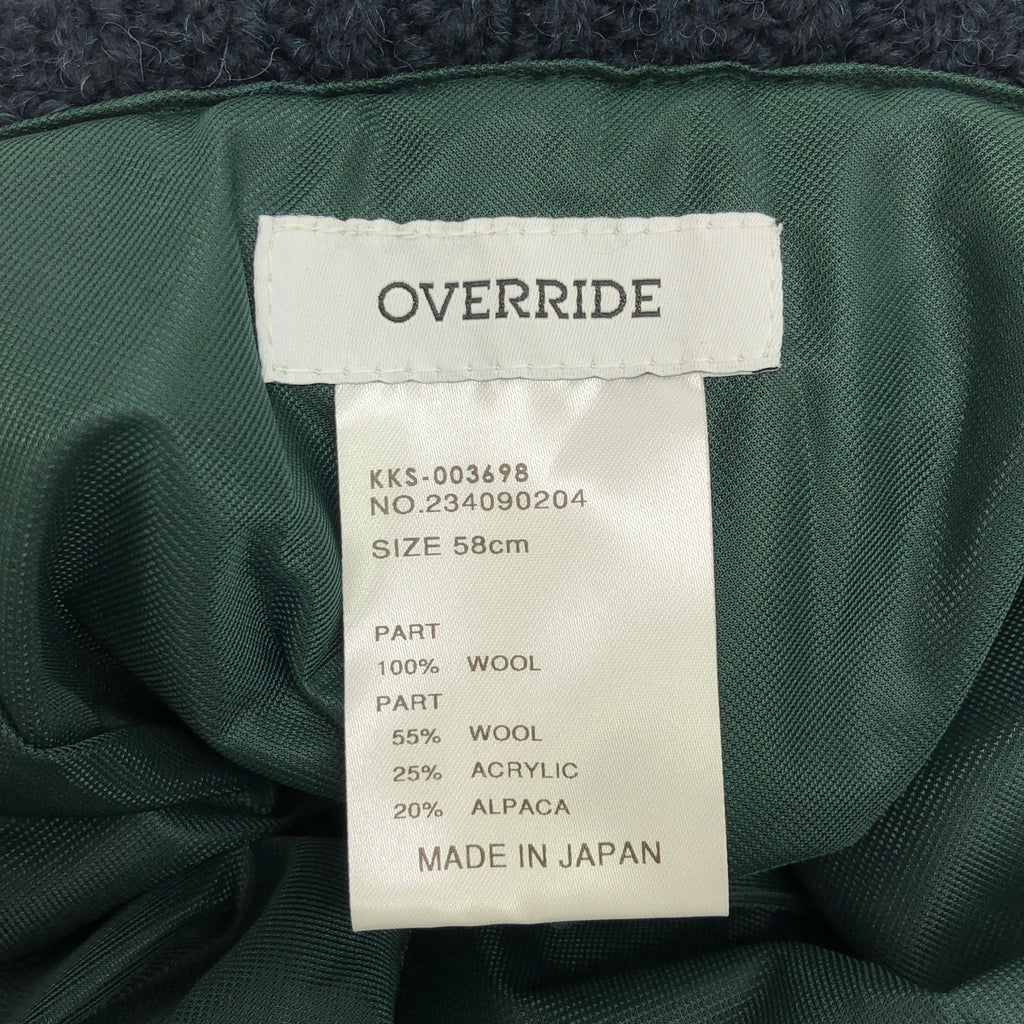 OVERRIDE
KKS-003698
NO.234090204
SIZE 58cm
PART
100% WOOL
PART
55% WOOL
25% ACRYLIC
20% ALPACA
MADE IN JAPAN